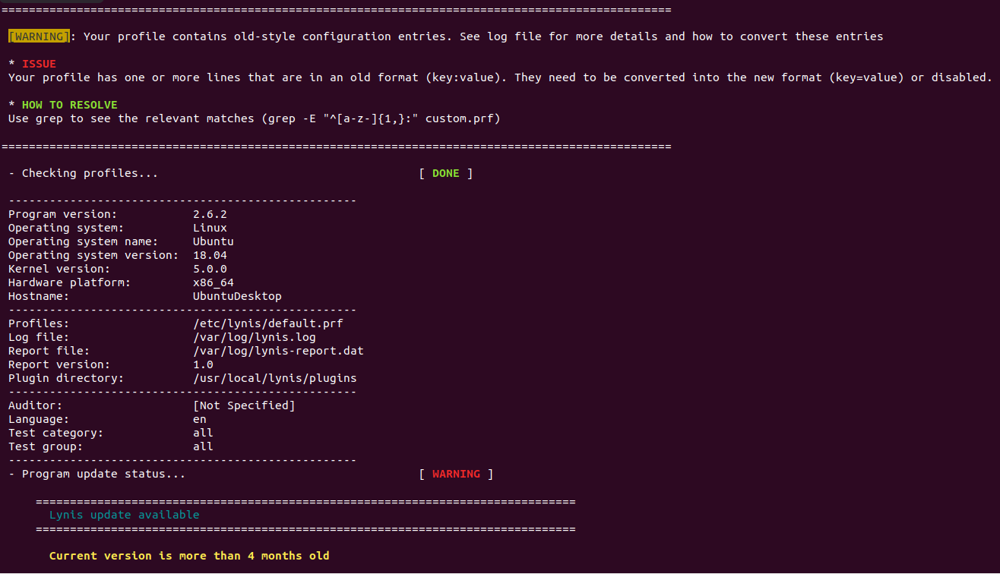 ==================================================================================================
[WARNING]: Your profile contains old-style configuration entries. See log file for more details and how to convert these entries
* ISSUE
Your profile has one or more lines that are in an old format (key:value). They need to be converted into the new format (key=value) or disabled.
* HOW TO RESOLVE
Use grep to see the relevant matches (grep -E "^[a-z-]{1,}:" custom.prf)
==================================================================================================
- Checking profiles... [ DONE ]
---------------------------------------------------
Program version: 2.6.2
Operating system: Linux
Operating system name: Ubuntu
Operating system version: 18.04
Kernel version: 5.0.0
Hardware platform: x86_64
Hostname: UbuntuDesktop
---------------------------------------------------
Profiles: /etc/lynis/default.prf
Log file: /var/log/lynis.log
Report file: /var/log/lynis-report.dat
Report version: 1.0
Plugin directory: /usr/local/lynis/plugins
---------------------------------------------------
Auditor: [Not Specified]
Language: en
Test category: all
Test group: all
---------------------------------------------------
- Program update status... [ WARNING ]
===============================================================================
Lynis update available
===============================================================================
Current version is more than 4 months old